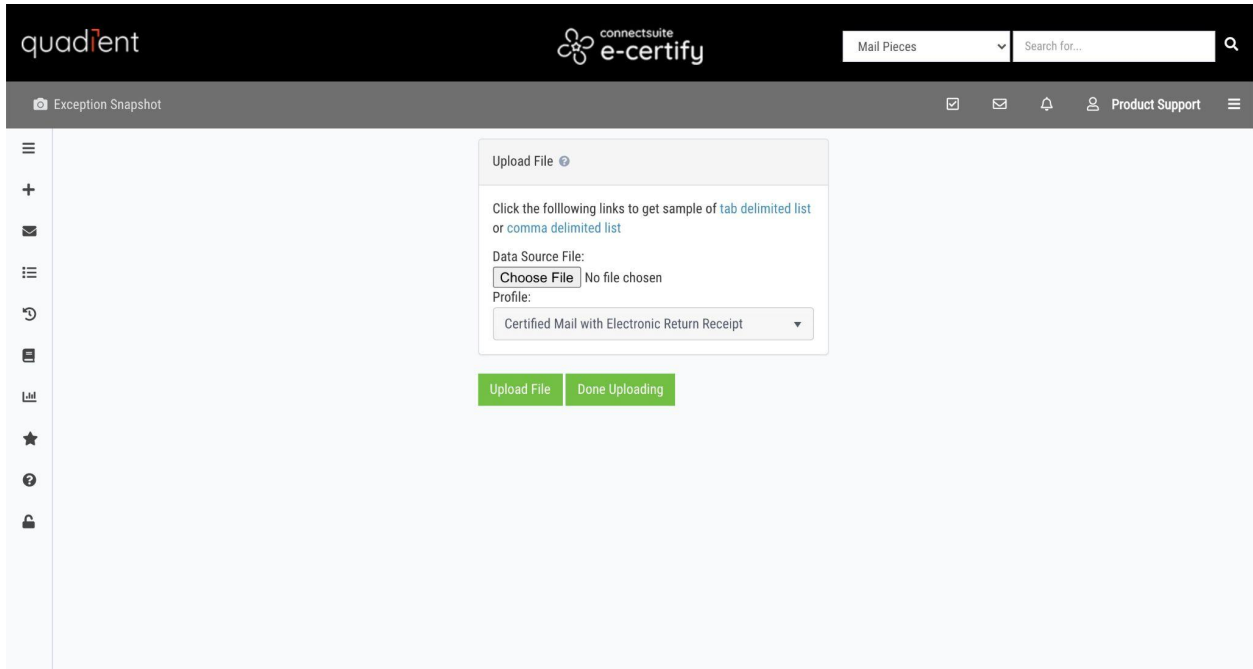 quadient
connectsuite
e-certify
Mail Pieces
Search for...
Exception Snapshot
Product Support
Upload File
Click the folllowing links to get sample of tab delimited list
or comma delimited list
Data Source File:
Choose File No file chosen
Profile:
Certified Mail with Electronic Return Receipt
Upload File Done Uploading